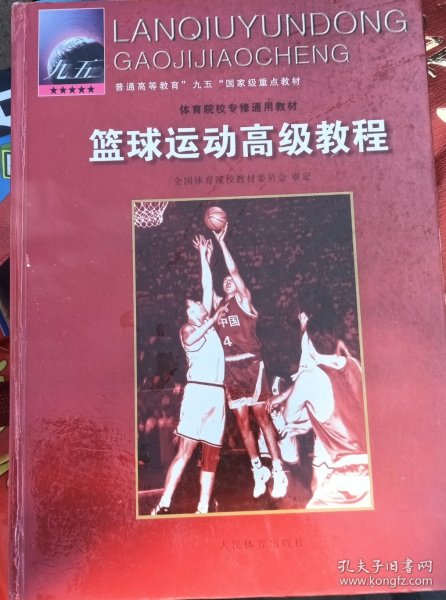 LANQIUYUNDONG
GAOJIJIAOCHENG
九五
★★★★★
普通高等教育"九五"国家级重点教材
体育院校专修通用教材
篮球运动高级教程
全国体育院校教材委员会 审定
中国
4
人民体育出版社
孔夫子旧书网
www.kongfz.com